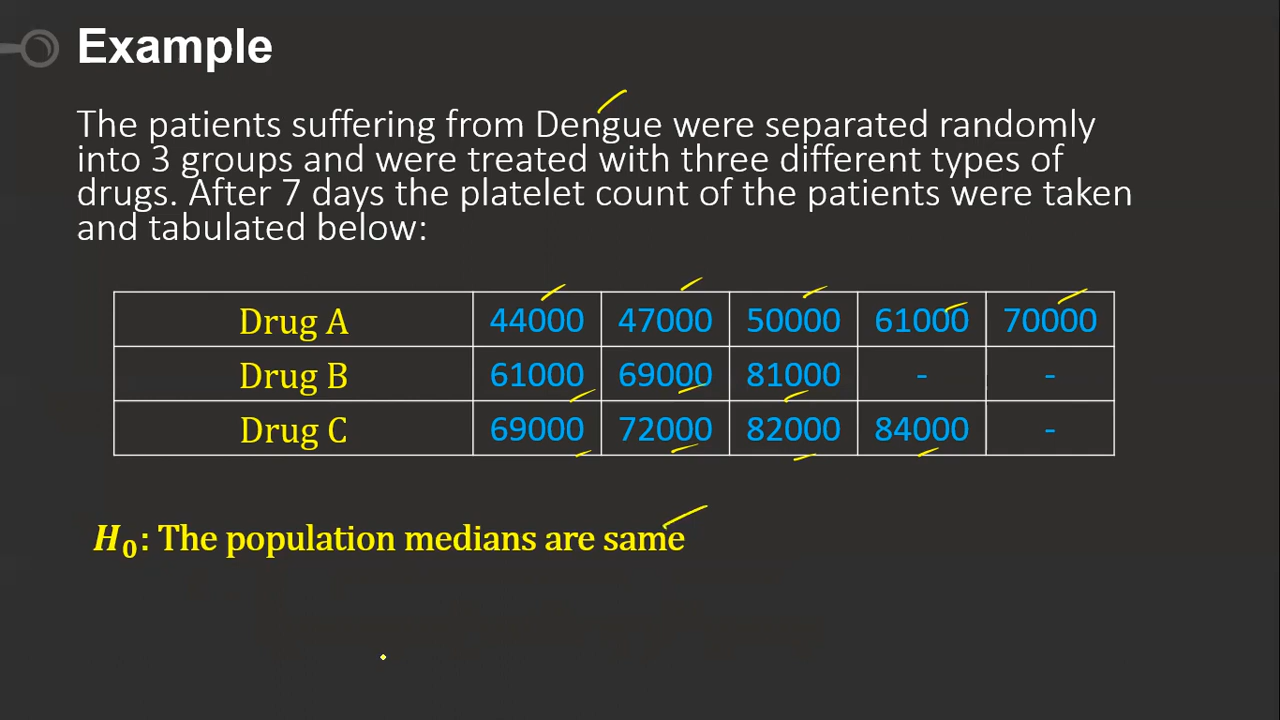 Example
The patients suffering from Dengue were separated randomly
into 3 groups and were treated with three different types of
drugs. After 7 days the platelet count of the patients were taken
and tabulated below:
Drug A 44000 47000 50000 61000 70000
Drug B 61000 69000 81000 - -
Drug C 69000 72000 82000 84000 -
H₀: The population medians are same